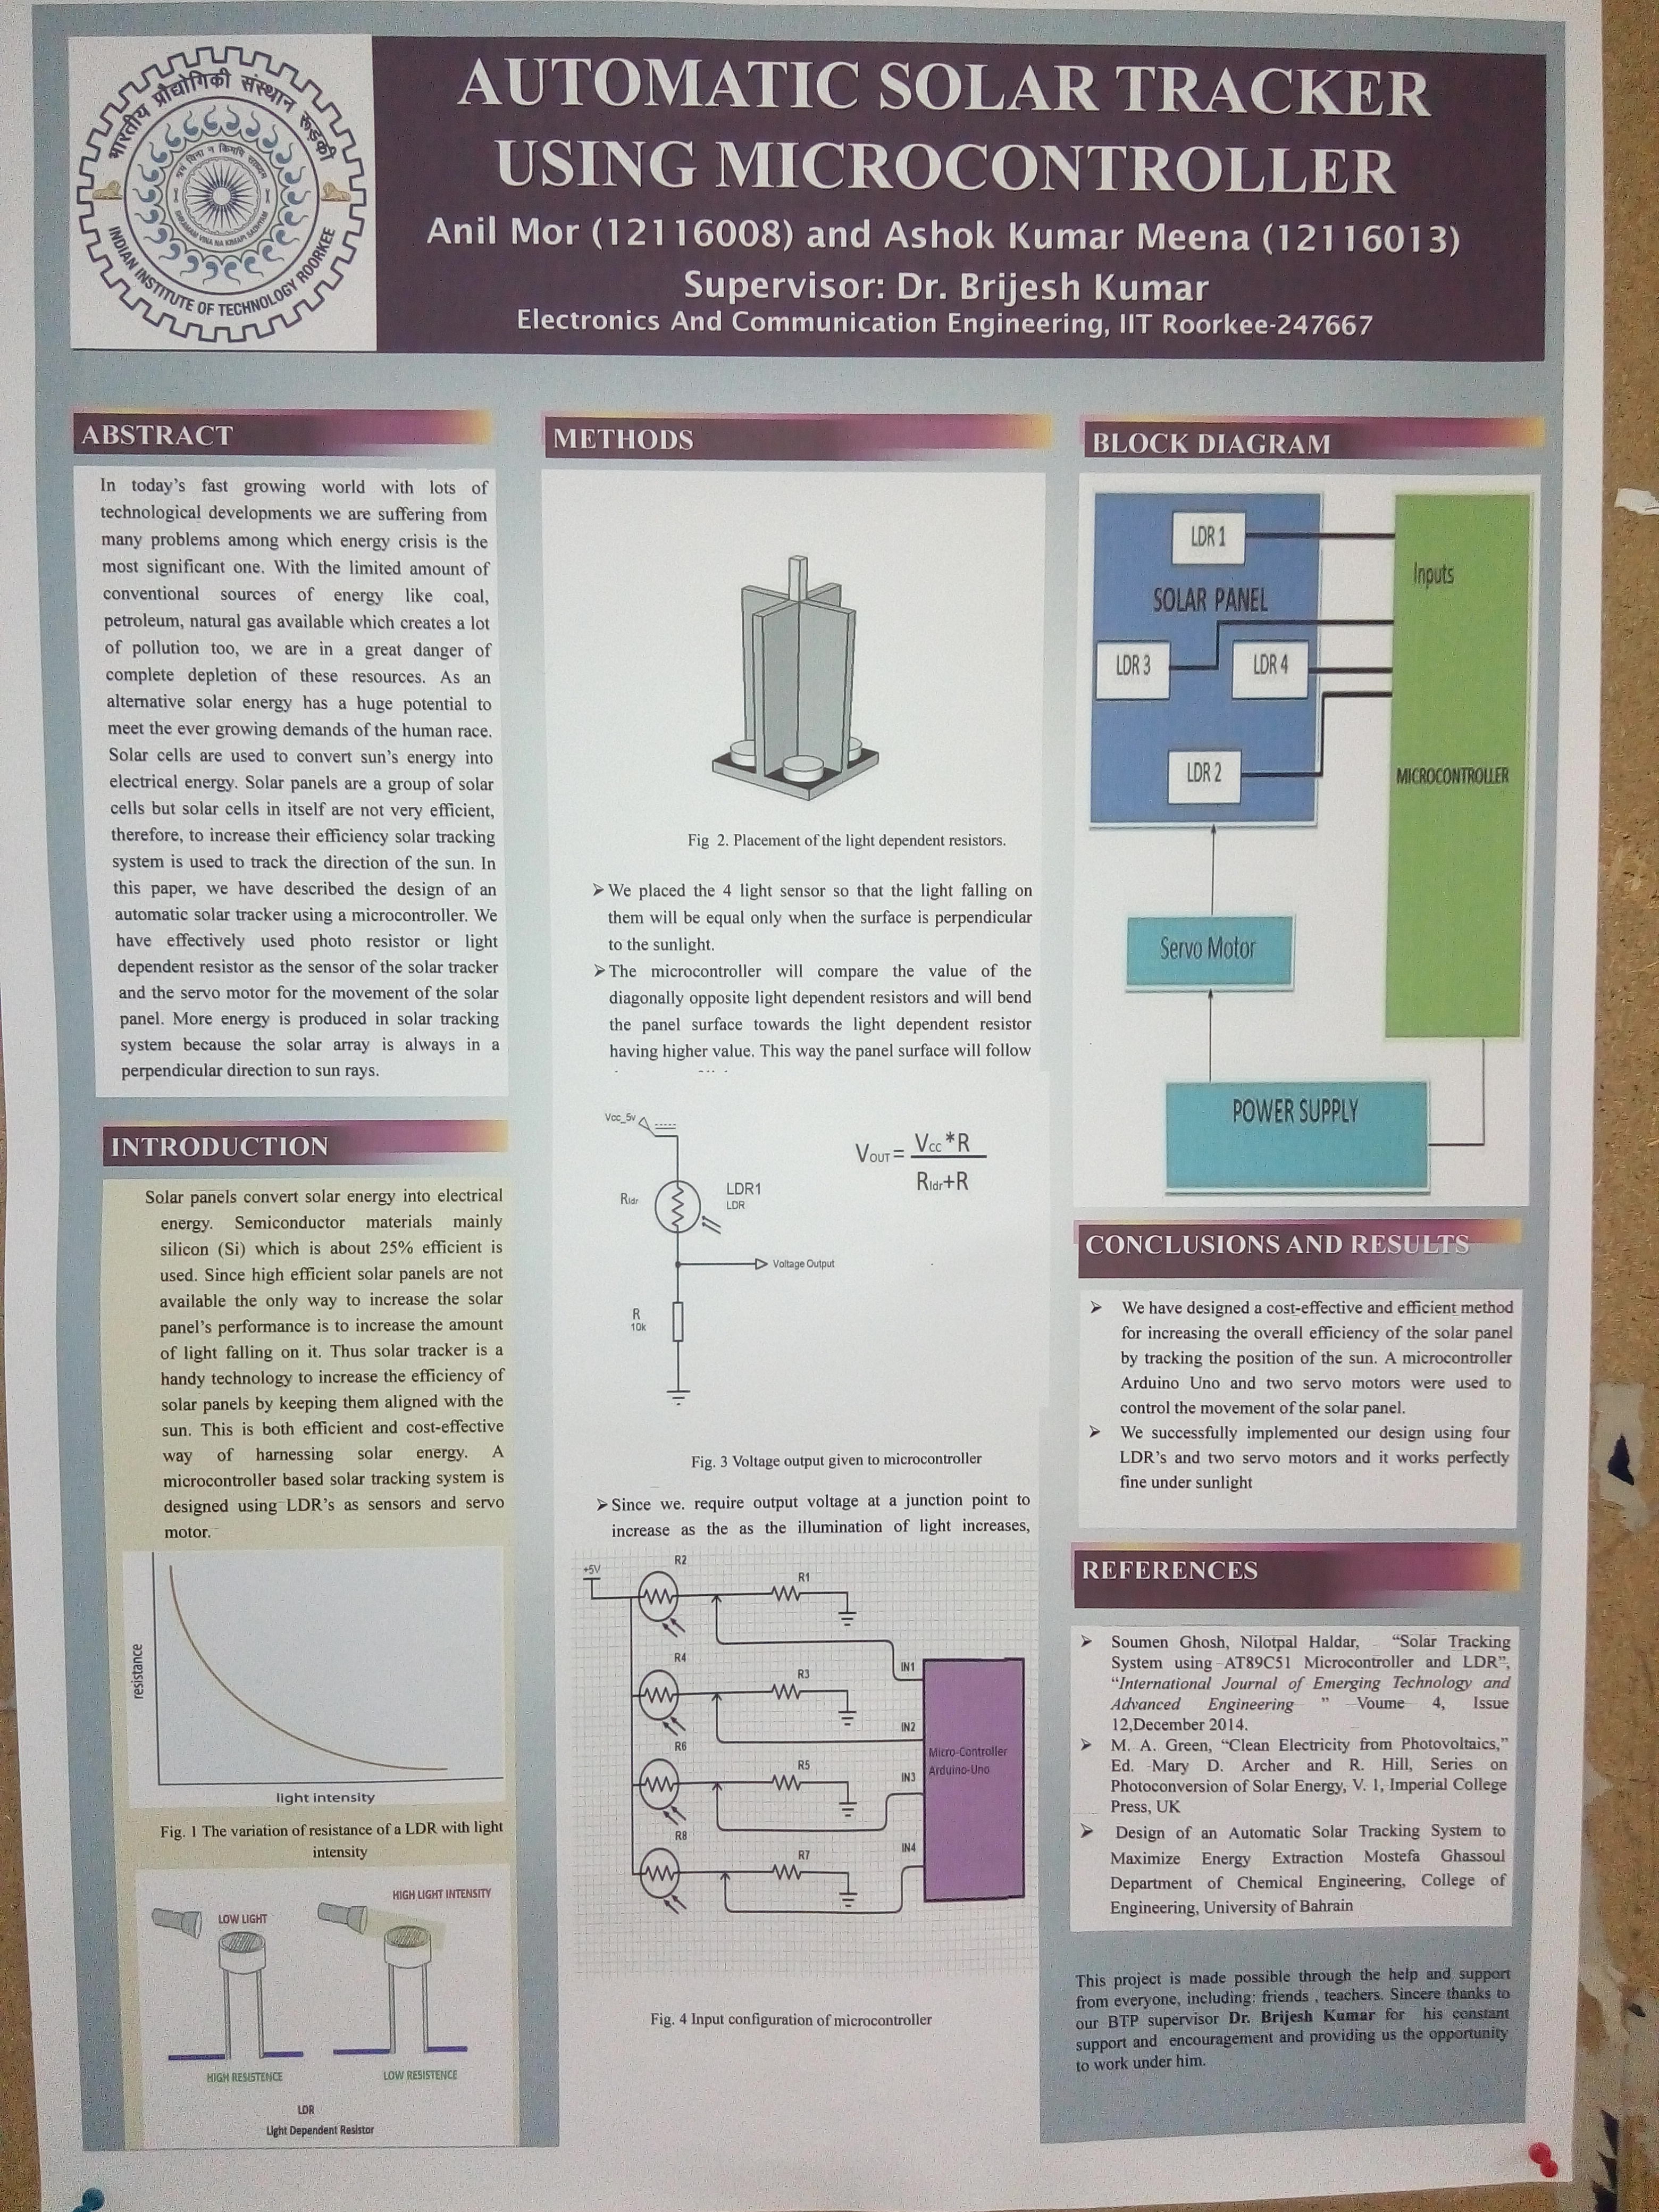 भारतीय प्रौद्योगिकी संस्थान रूड़की
श्रमं विना न किमपि साध्यम्
SHRAMAM VINA NA KIMAPI SADHYAM
INDIAN INSTITUTE OF TECHNOLOGY ROORKEE
AUTOMATIC SOLAR TRACKER
USING MICROCONTROLLER
Anil Mor (12116008) and Ashok Kumar Meena (12116013)
Supervisor: Dr. Brijesh Kumar
Electronics And Communication Engineering, IIT Roorkee-247667
ABSTRACT
In today's fast growing world with lots of
technological developments we are suffering from
many problems among which energy crisis is the
most significant one. With the limited amount of
conventional sources of energy like coal,
petroleum, natural gas available which creates a lot
of pollution too, we are in a great danger of
complete depletion of these resources. As an
alternative solar energy has a huge potential to
meet the ever growing demands of the human race.
Solar cells are used to convert sun's energy into
electrical energy. Solar panels are a group of solar
cells but solar cells in itself are not very efficient,
therefore, to increase their efficiency solar tracking
system is used to track the direction of the sun. In
this paper, we have described the design of an
automatic solar tracker using a microcontroller. We
have effectively used photo resistor or light
dependent resistor as the sensor of the solar tracker
and the servo motor for the movement of the solar
panel. More energy is produced in solar tracking
system because the solar array is always in a
perpendicular direction to sun rays.
INTRODUCTION
Solar panels convert solar energy into electrical
energy. Semiconductor materials mainly
silicon (Si) which is about 25% efficient is
used. Since high efficient solar panels are not
available the only way to increase the solar
panel's performance is to increase the amount
of light falling on it. Thus solar tracker is a
handy technology to increase the efficiency of
solar panels by keeping them aligned with the
sun. This is both efficient and cost-effective
way of harnessing solar energy. A
microcontroller based solar tracking system is
designed using LDR's as sensors and servo
motor.
resistance
light intensity
Fig. 1 The variation of resistance of a LDR with light
intensity
HIGH LIGHT INTENSITY
LOW LIGHT
HIGH RESISTENCE
LOW RESISTENCE
LDR
Light Dependent Resistor
METHODS
Fig 2. Placement of the light dependent resistors.
➢We placed the 4 light sensor so that the light falling on
them will be equal only when the surface is perpendicular
to the sunlight.
➢The microcontroller will compare the value of the
diagonally opposite light dependent resistors and will bend
the panel surface towards the light dependent resistor
having higher value. This way the panel surface will follow
Vcc_5v
Rldr
LDR1
LDR
Voltage Output
R
10k
VOUT= Vcc*R
Rldr+R
Fig. 3 Voltage output given to microcontroller
➢Since we. require output voltage at a junction point to
increase as the as the illumination of light increases,
+5V
R2
R1
IN1
R4
R3
IN2
R6
R5
IN3
R8
R7
IN4
Micro-Controller
Arduino-Uno
Fig. 4 Input configuration of microcontroller
BLOCK DIAGRAM
LDR 1
Inputs
SOLAR PANEL
LDR 3
LDR 4
LDR 2
MICROCONTROLLER
Servo Motor
POWER SUPPLY
CONCLUSIONS AND RESULTS
➢ We have designed a cost-effective and efficient method
for increasing the overall efficiency of the solar panel
by tracking the position of the sun. A microcontroller
Arduino Uno and two servo motors were used to
control the movement of the solar panel.
➢ We successfully implemented our design using four
LDR's and two servo motors and it works perfectly
fine under sunlight
REFERENCES
➢ Soumen Ghosh, Nilotpal Haldar, "Solar Tracking
System using AT89C51 Microcontroller and LDR",
"International Journal of Emerging Technology and
Advanced Engineering " Voume 4, Issue
12,December 2014.
➢ M. A. Green, "Clean Electricity from Photovoltaics,"
Ed. Mary D. Archer and R. Hill, Series on
Photoconversion of Solar Energy, V. 1, Imperial College
Press, UK
➢ Design of an Automatic Solar Tracking System to
Maximize Energy Extraction Mostefa Ghassoul
Department of Chemical Engineering, College of
Engineering, University of Bahrain
This project is made possible through the help and support
from everyone, including: friends , teachers. Sincere thanks to
our BTP supervisor Dr. Brijesh Kumar for his constant
support and encouragement and providing us the opportunity
to work under him.